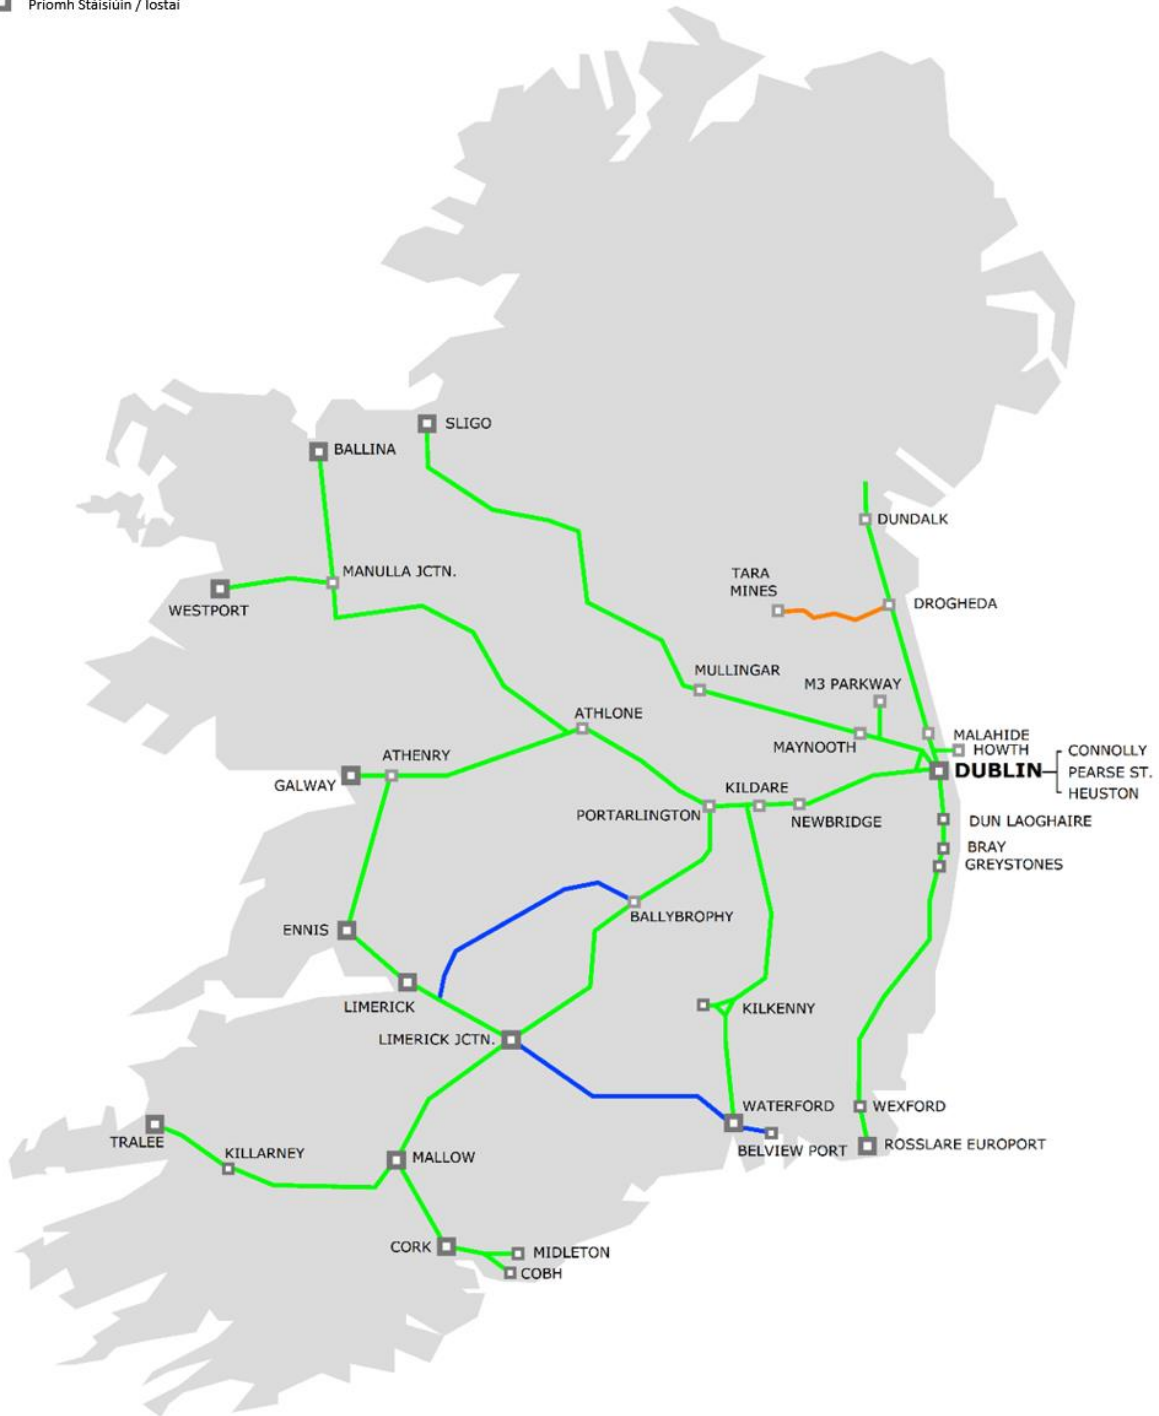 Príomh Stáisiúin / Iostaí
SLIGO
BALLINA
DUNDALK
MANULLA JCTN.
TARA
MINES
WESTPORT
DROGHEDA
MULLINGAR
M3 PARKWAY
ATHLONE
MALAHIDE
MAYNOOTH
HOWTH
CONNOLLY
ATHENRY
DUBLIN
PEARSE ST.
GALWAY
KILDARE
HEUSTON
PORTARLINGTON
NEWBRIDGE
DUN LAOGHAIRE
BRAY
GREYSTONES
BALLYBROPHY
ENNIS
LIMERICK
KILKENNY
LIMERICK JCTN.
WATERFORD
WEXFORD
TRALEE
ROSSLARE EUROPORT
BELVIEW PORT
KILLARNEY
MALLOW
CORK
MIDLETON
COBH